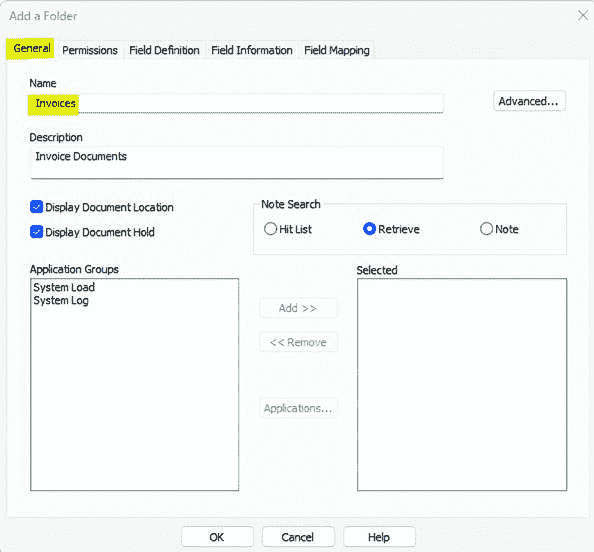 Add a Folder
General Permissions Field Definition Field Information Field Mapping
Name
Invoices
Advanced...
Description
Invoice Documents
Display Document Location
Display Document Hold
Note Search
Hit List Retrieve Note
Application Groups
System Load
System Log
Add >>
<< Remove
Applications...
Selected
OK Cancel Help